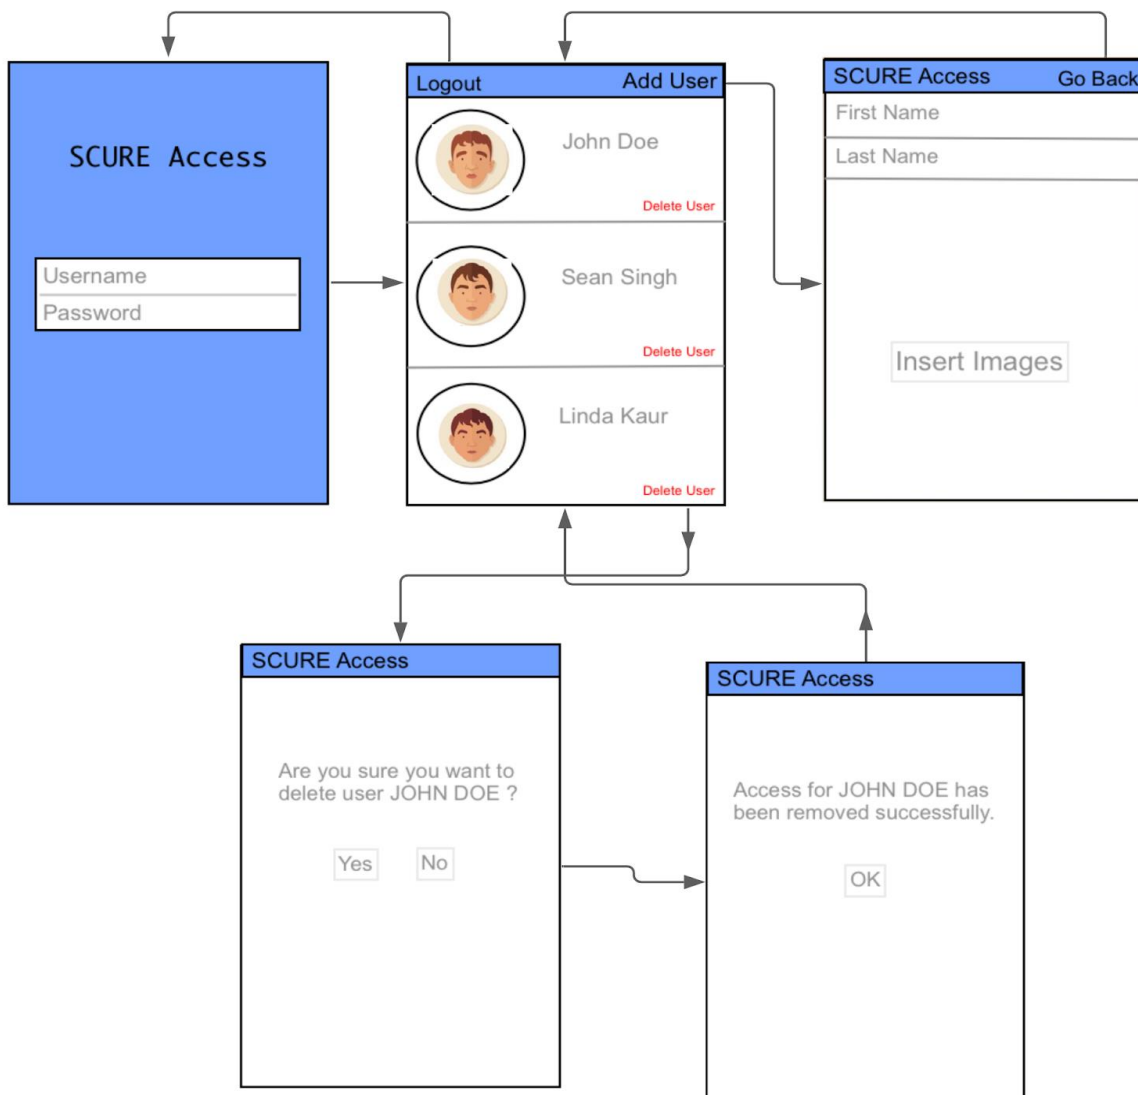 SCURE Access
Username
Password
Logout
Add User
John Doe
Delete User
Sean Singh
Delete User
Linda Kaur
Delete User
SCURE Access
Go Back
First Name
Last Name
Insert Images
SCURE Access
Are you sure you want to
delete user JOHN DOE ?
Yes
No
SCURE Access
Access for JOHN DOE has
been removed successfully.
OK